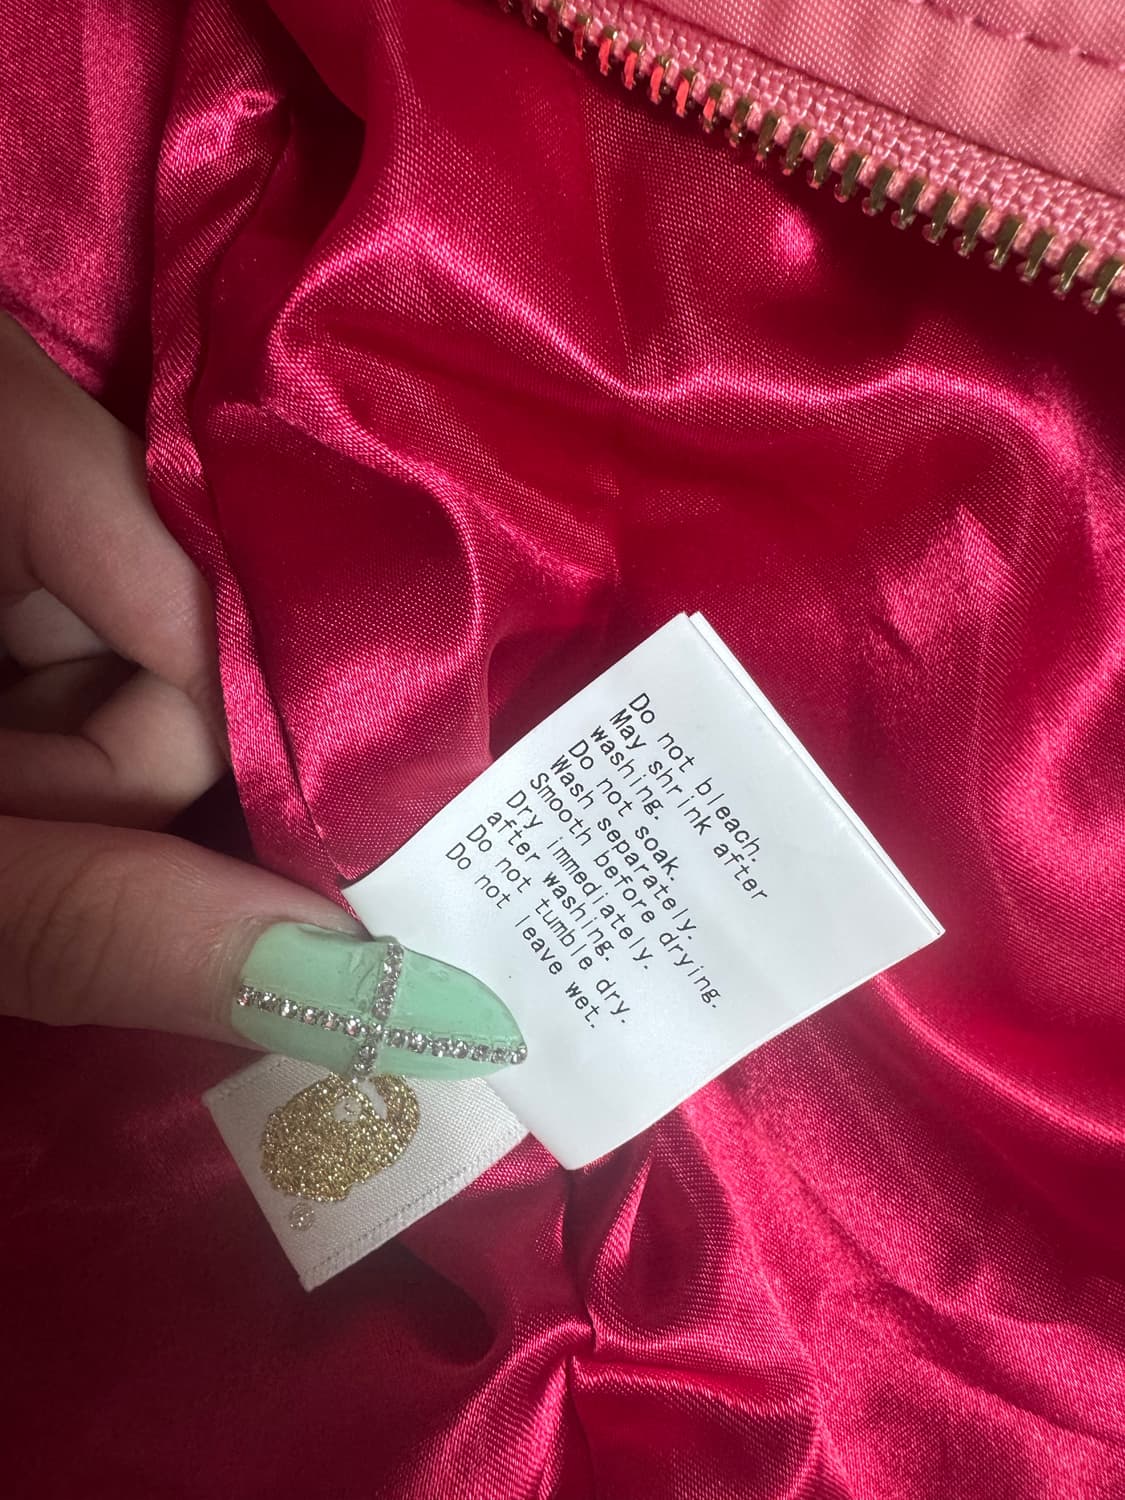 Do not bleach.
May shrink after
washing.
Do not soak.
Wash separately.
Smooth before drying.
Dry immediately.
after washing.
Do not tumble dry.
Do not leave wet.